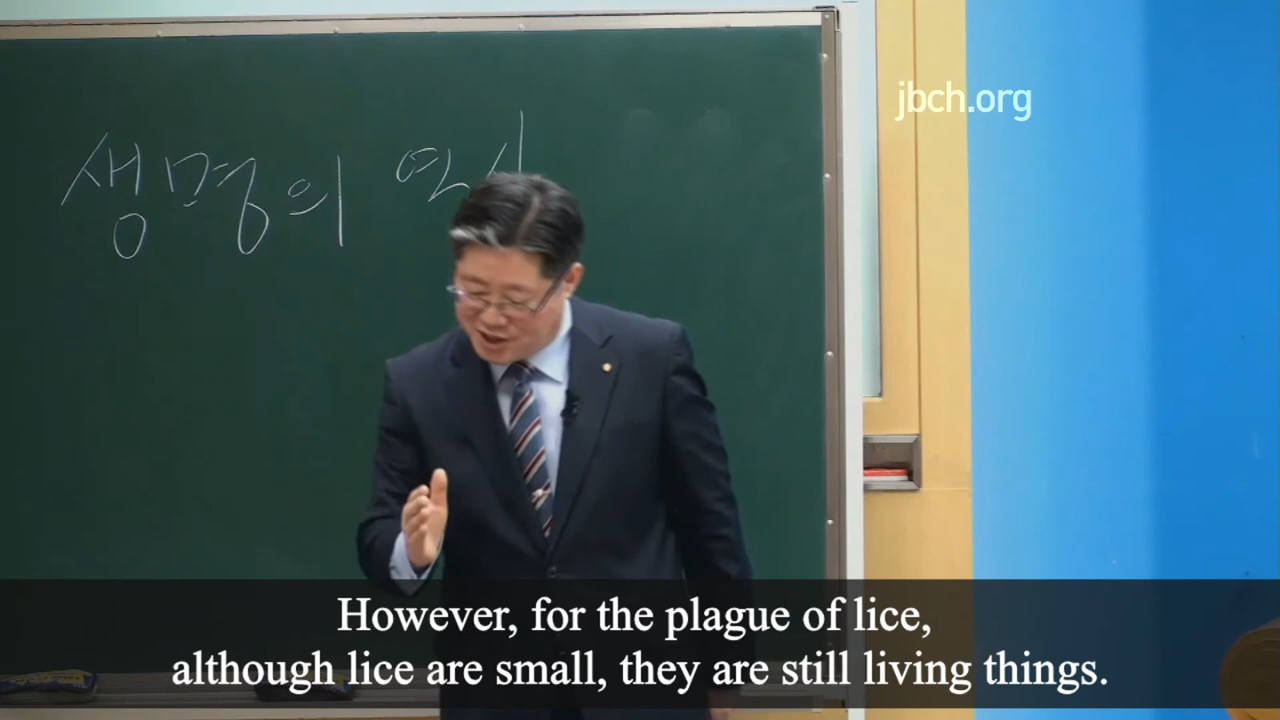 jbch.org
생명의
However, for the plague of lice,
although lice are small, they are still living things.